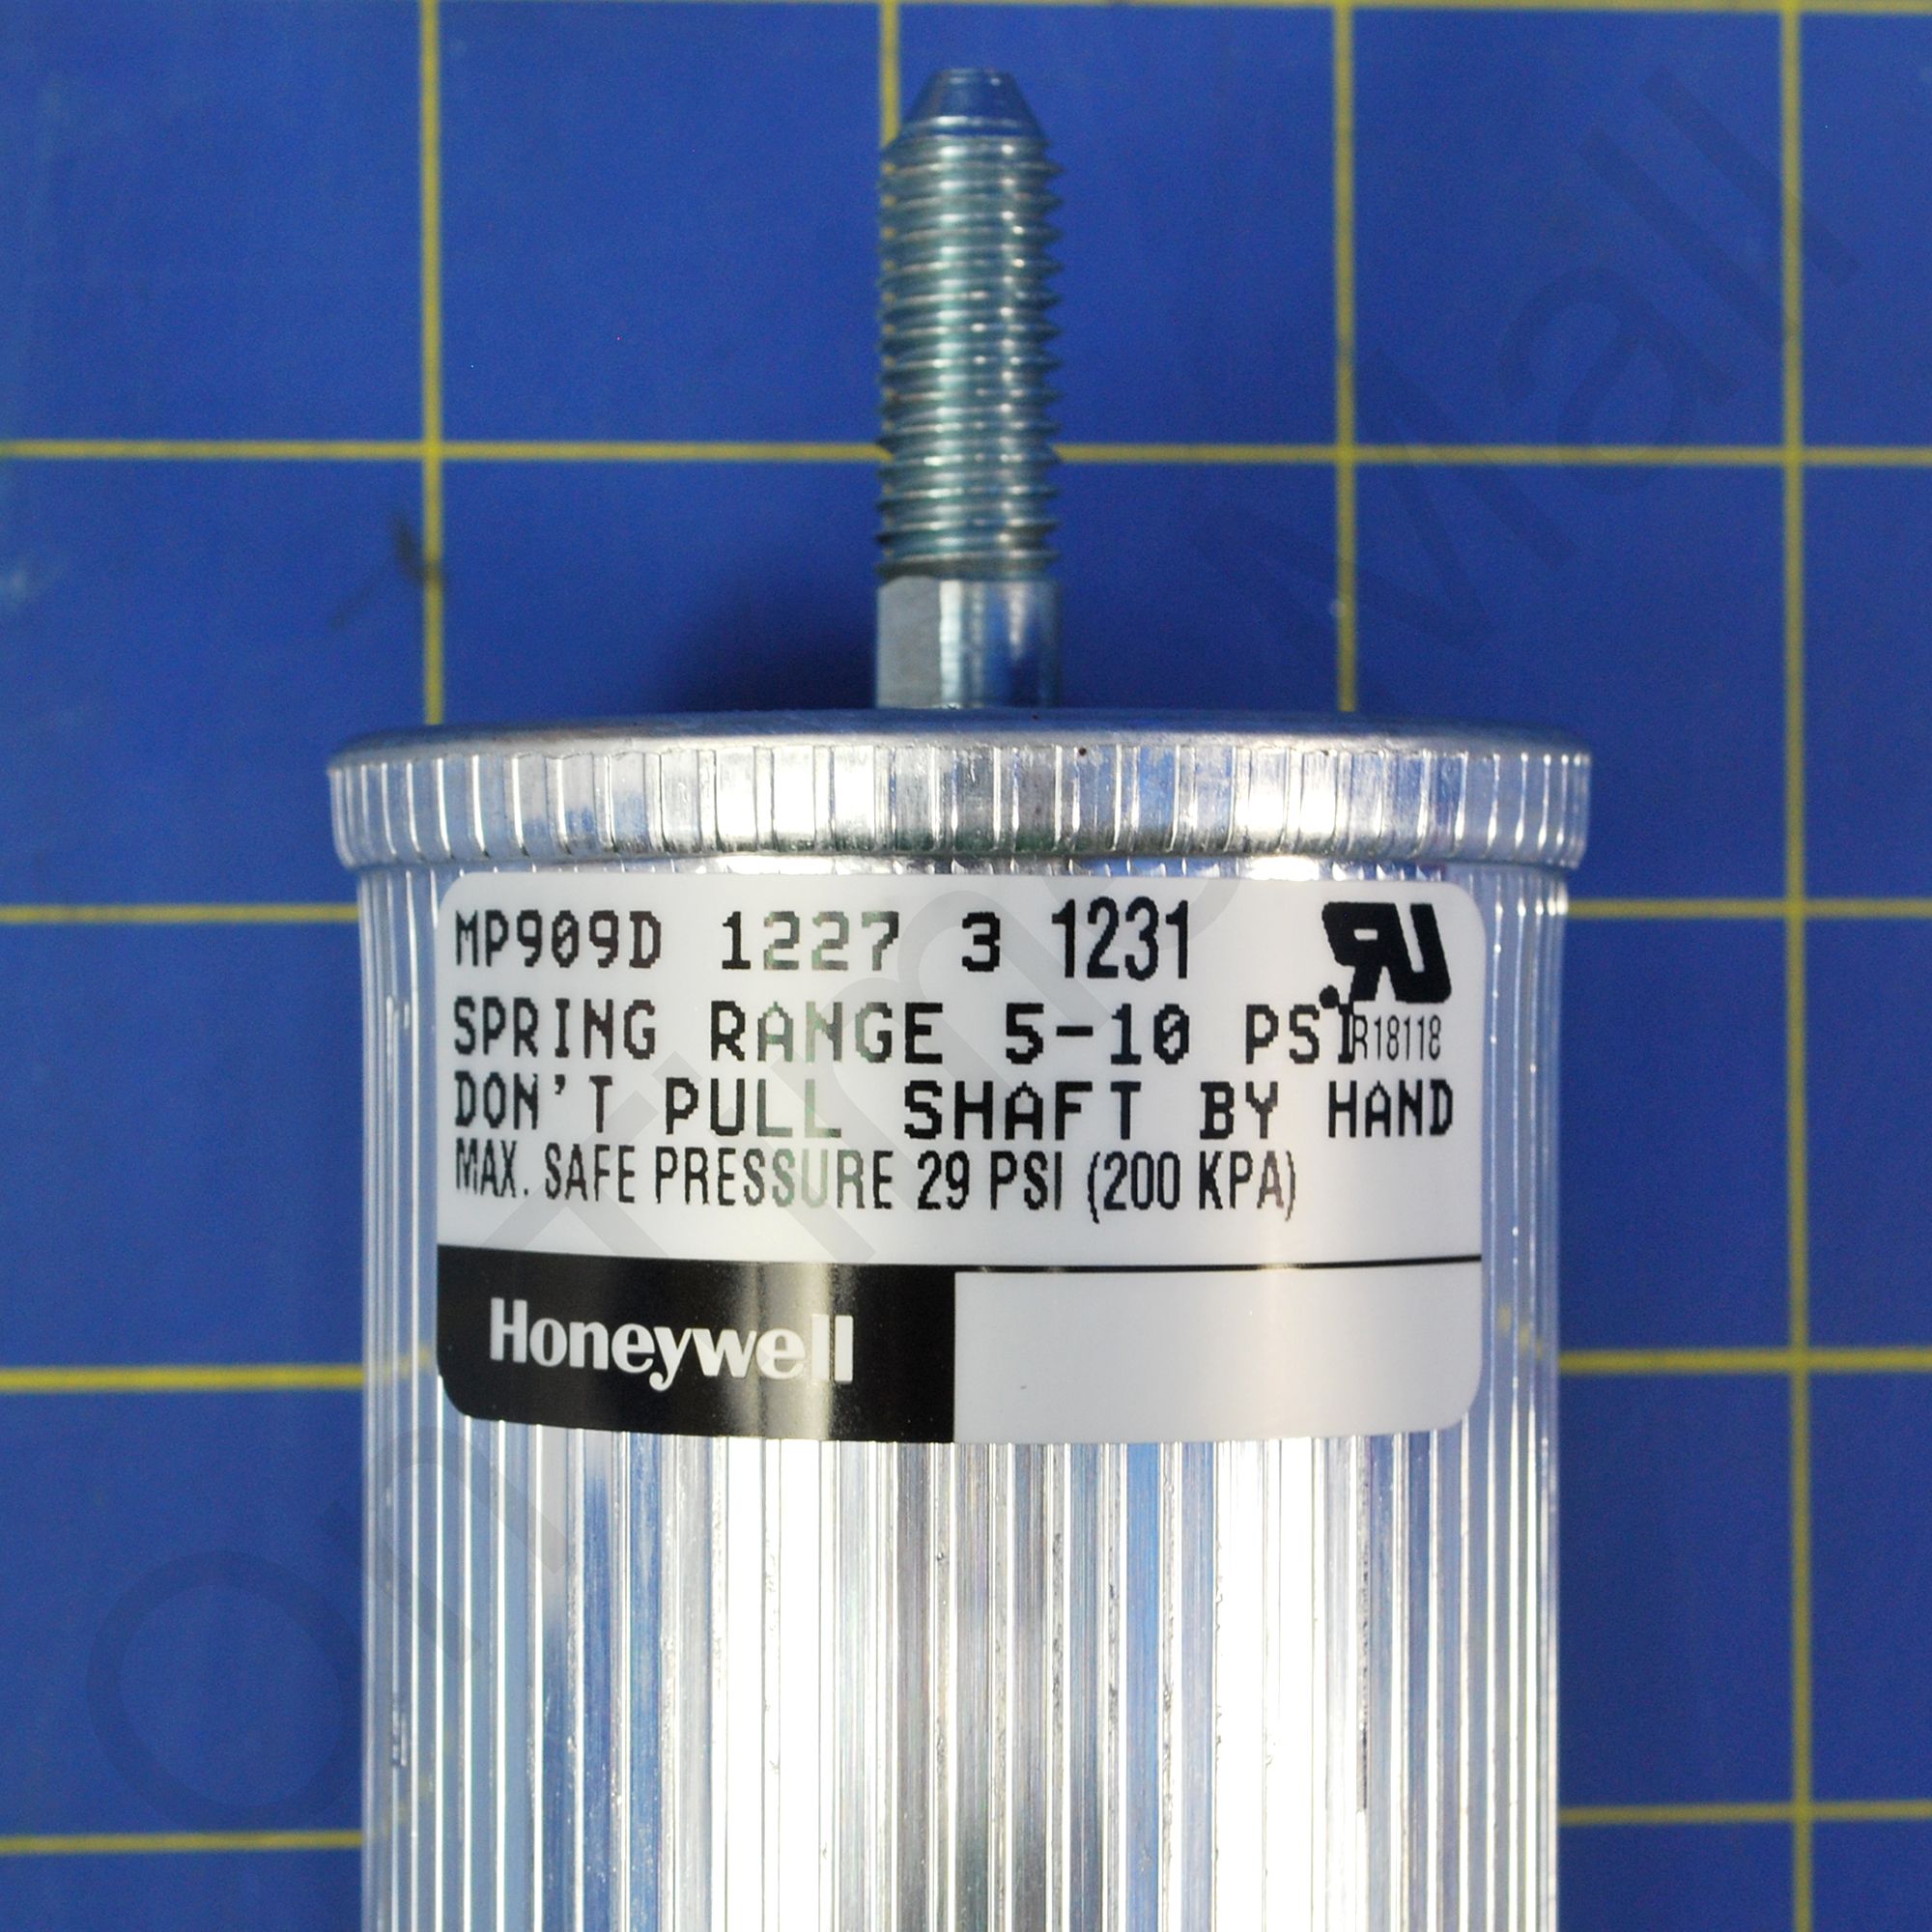 MP909D 1227 3 1231
SPRING RANGE 5-10 PSI
R18118
DON'T PULL SHAFT BY HAND
MAX. SAFE PRESSURE 29 PSI (200 KPA)
Honeywell
OnTimeMall